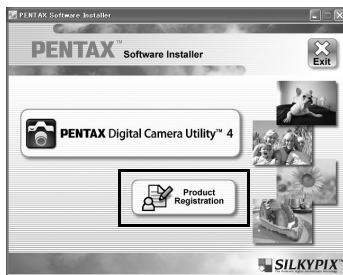 PENTAX Software Installer
PENTAX™ Software Installer
Exit
PENTAX Digital Camera Utility™ 4
Product
Registration
SILKYPIX